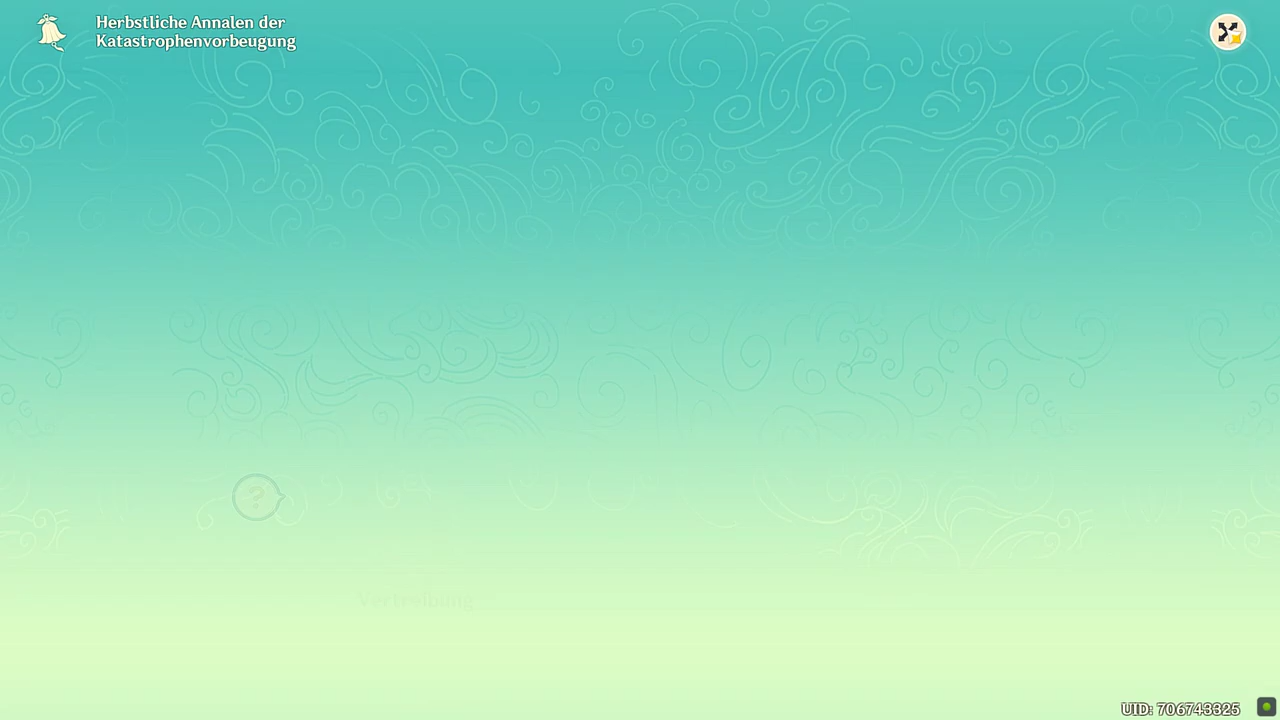 Herbstliche Annalen der
Katastrophenvorbeugung
?
Vertreibung
UID: 706743325